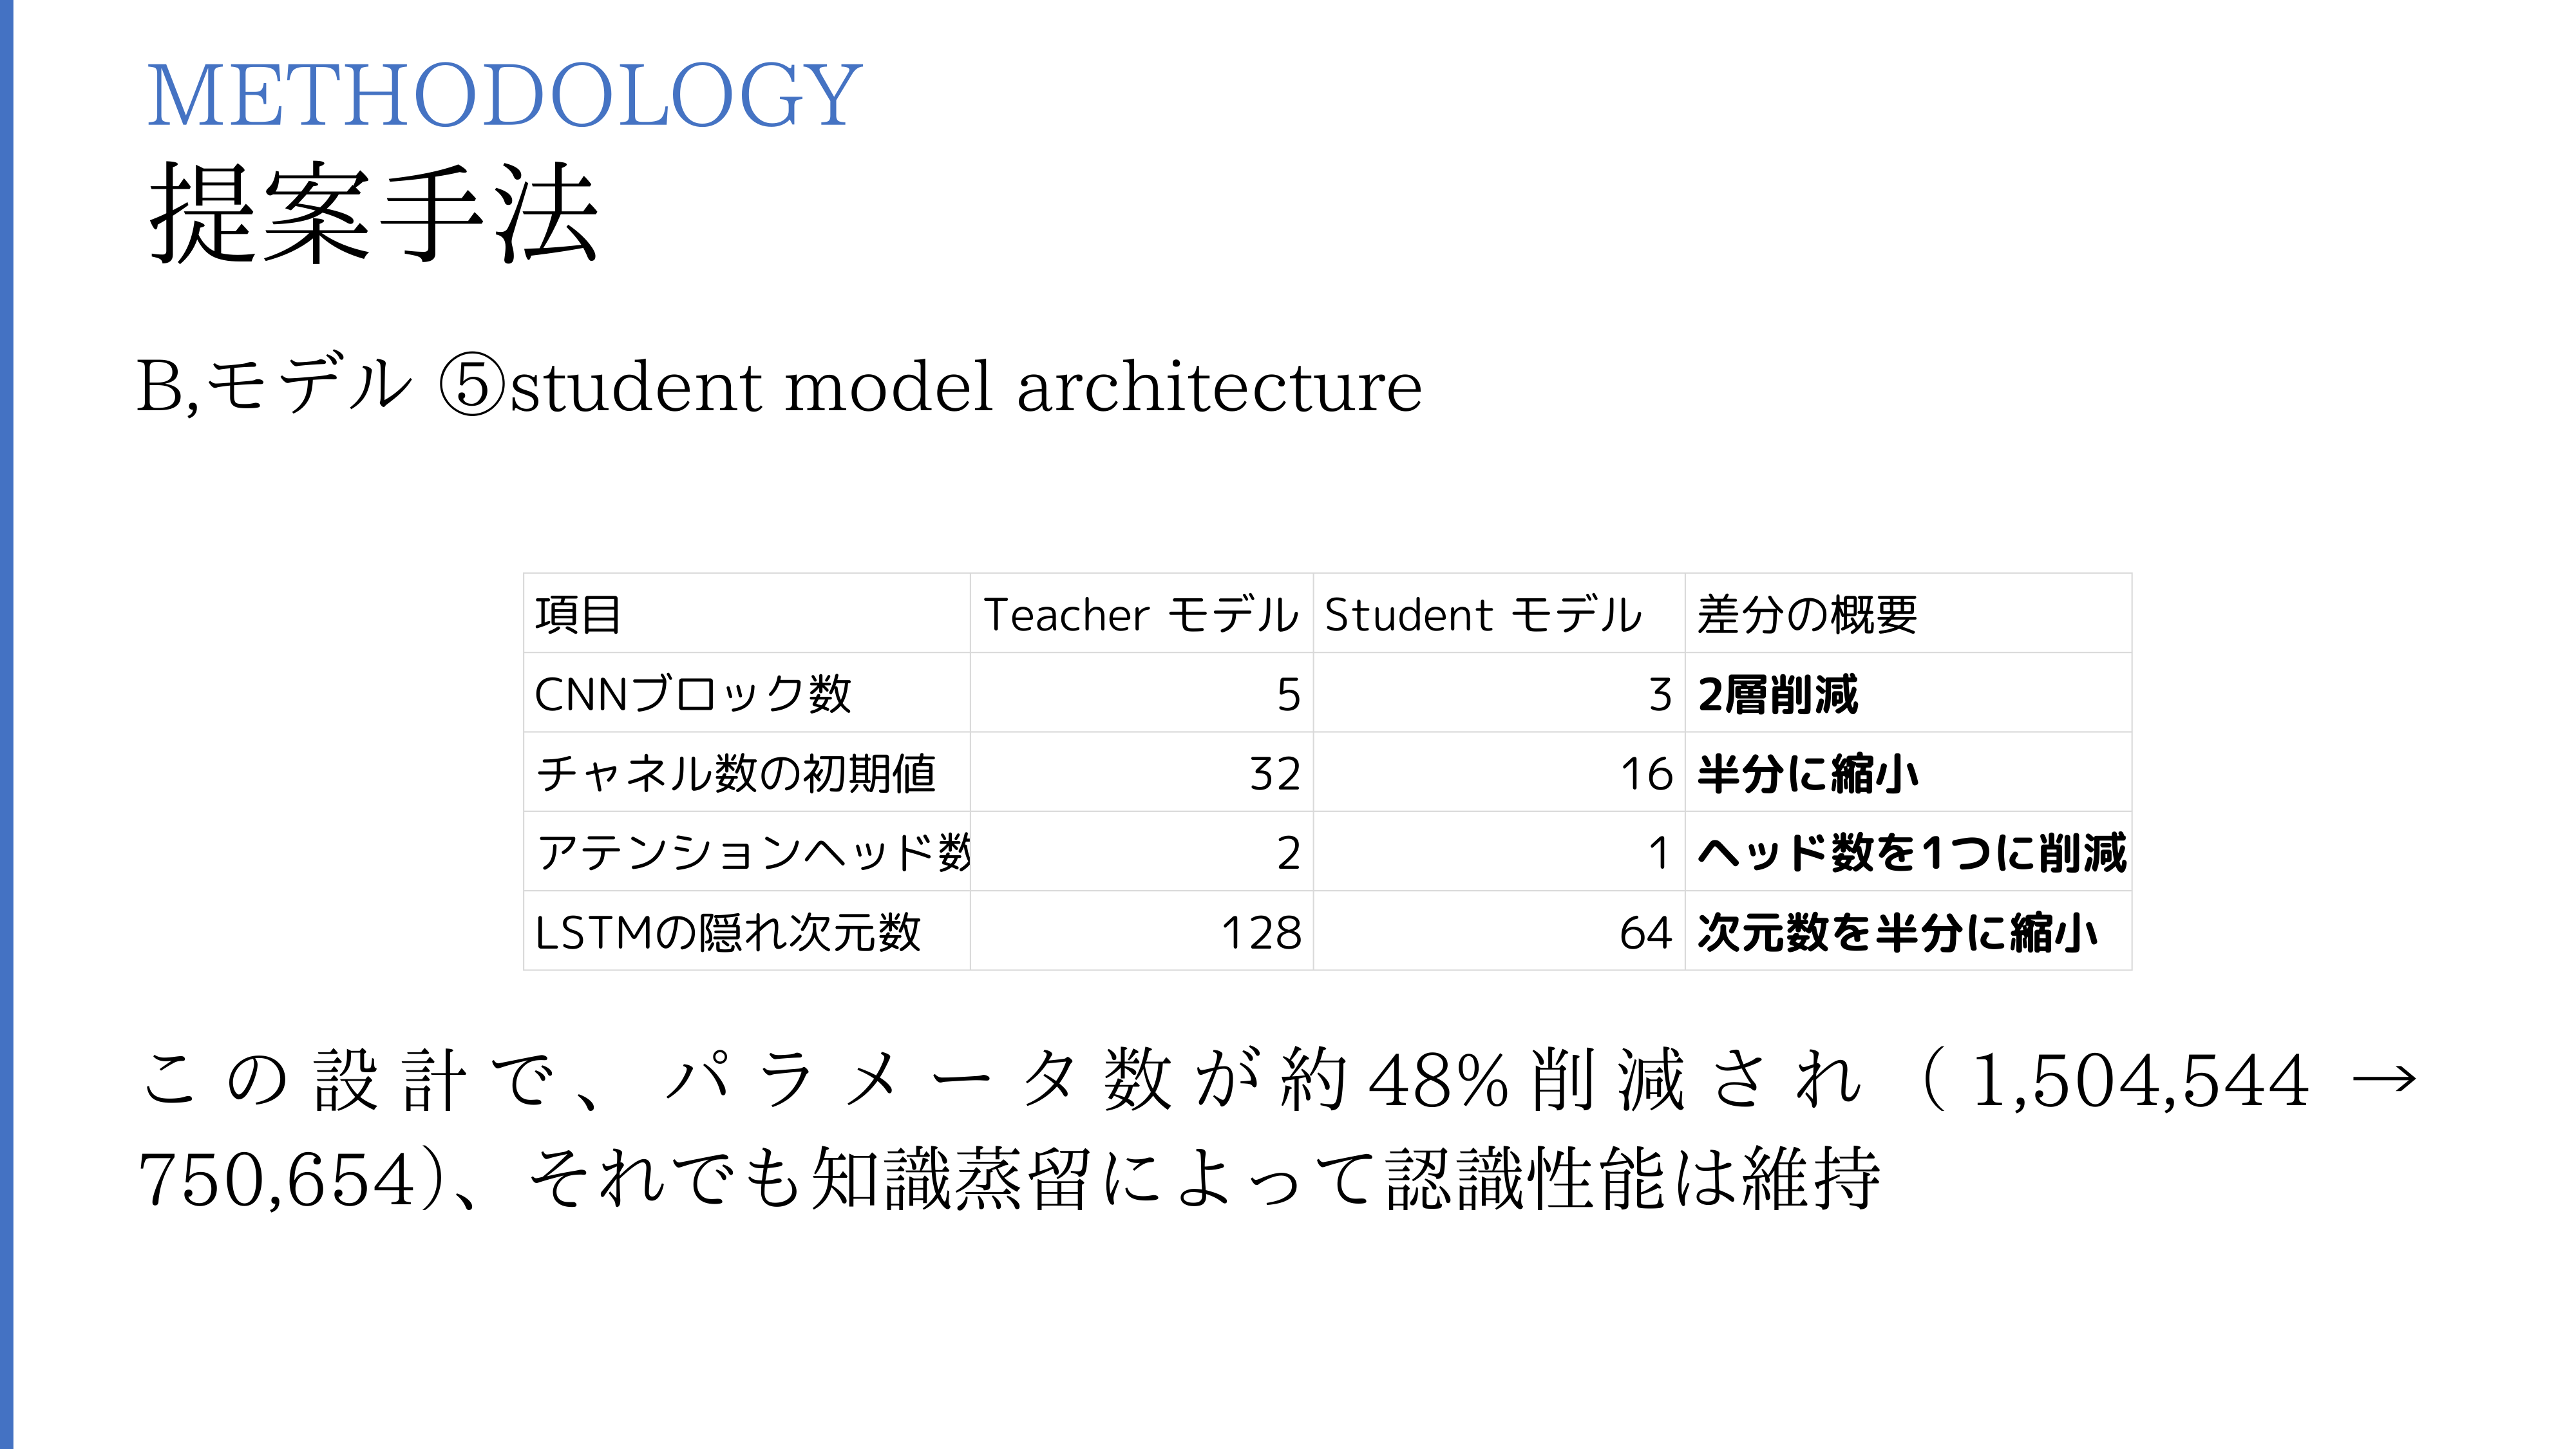 METHODOLOGY
提案手法
B,モデル ⑤student model architecture
項目 Teacher モデル Student モデル 差分の概要
CNNブロック数 5 3 2層削減
チャネル数の初期値 32 16 半分に縮小
アテンションヘッド数 2 1 ヘッド数を1つに削減
LSTMの隠れ次元数 128 64 次元数を半分に縮小
この設計で、パラメータ数が約48%削減され（1,504,544 →
750,654）、それでも知識蒸留によって認識性能は維持